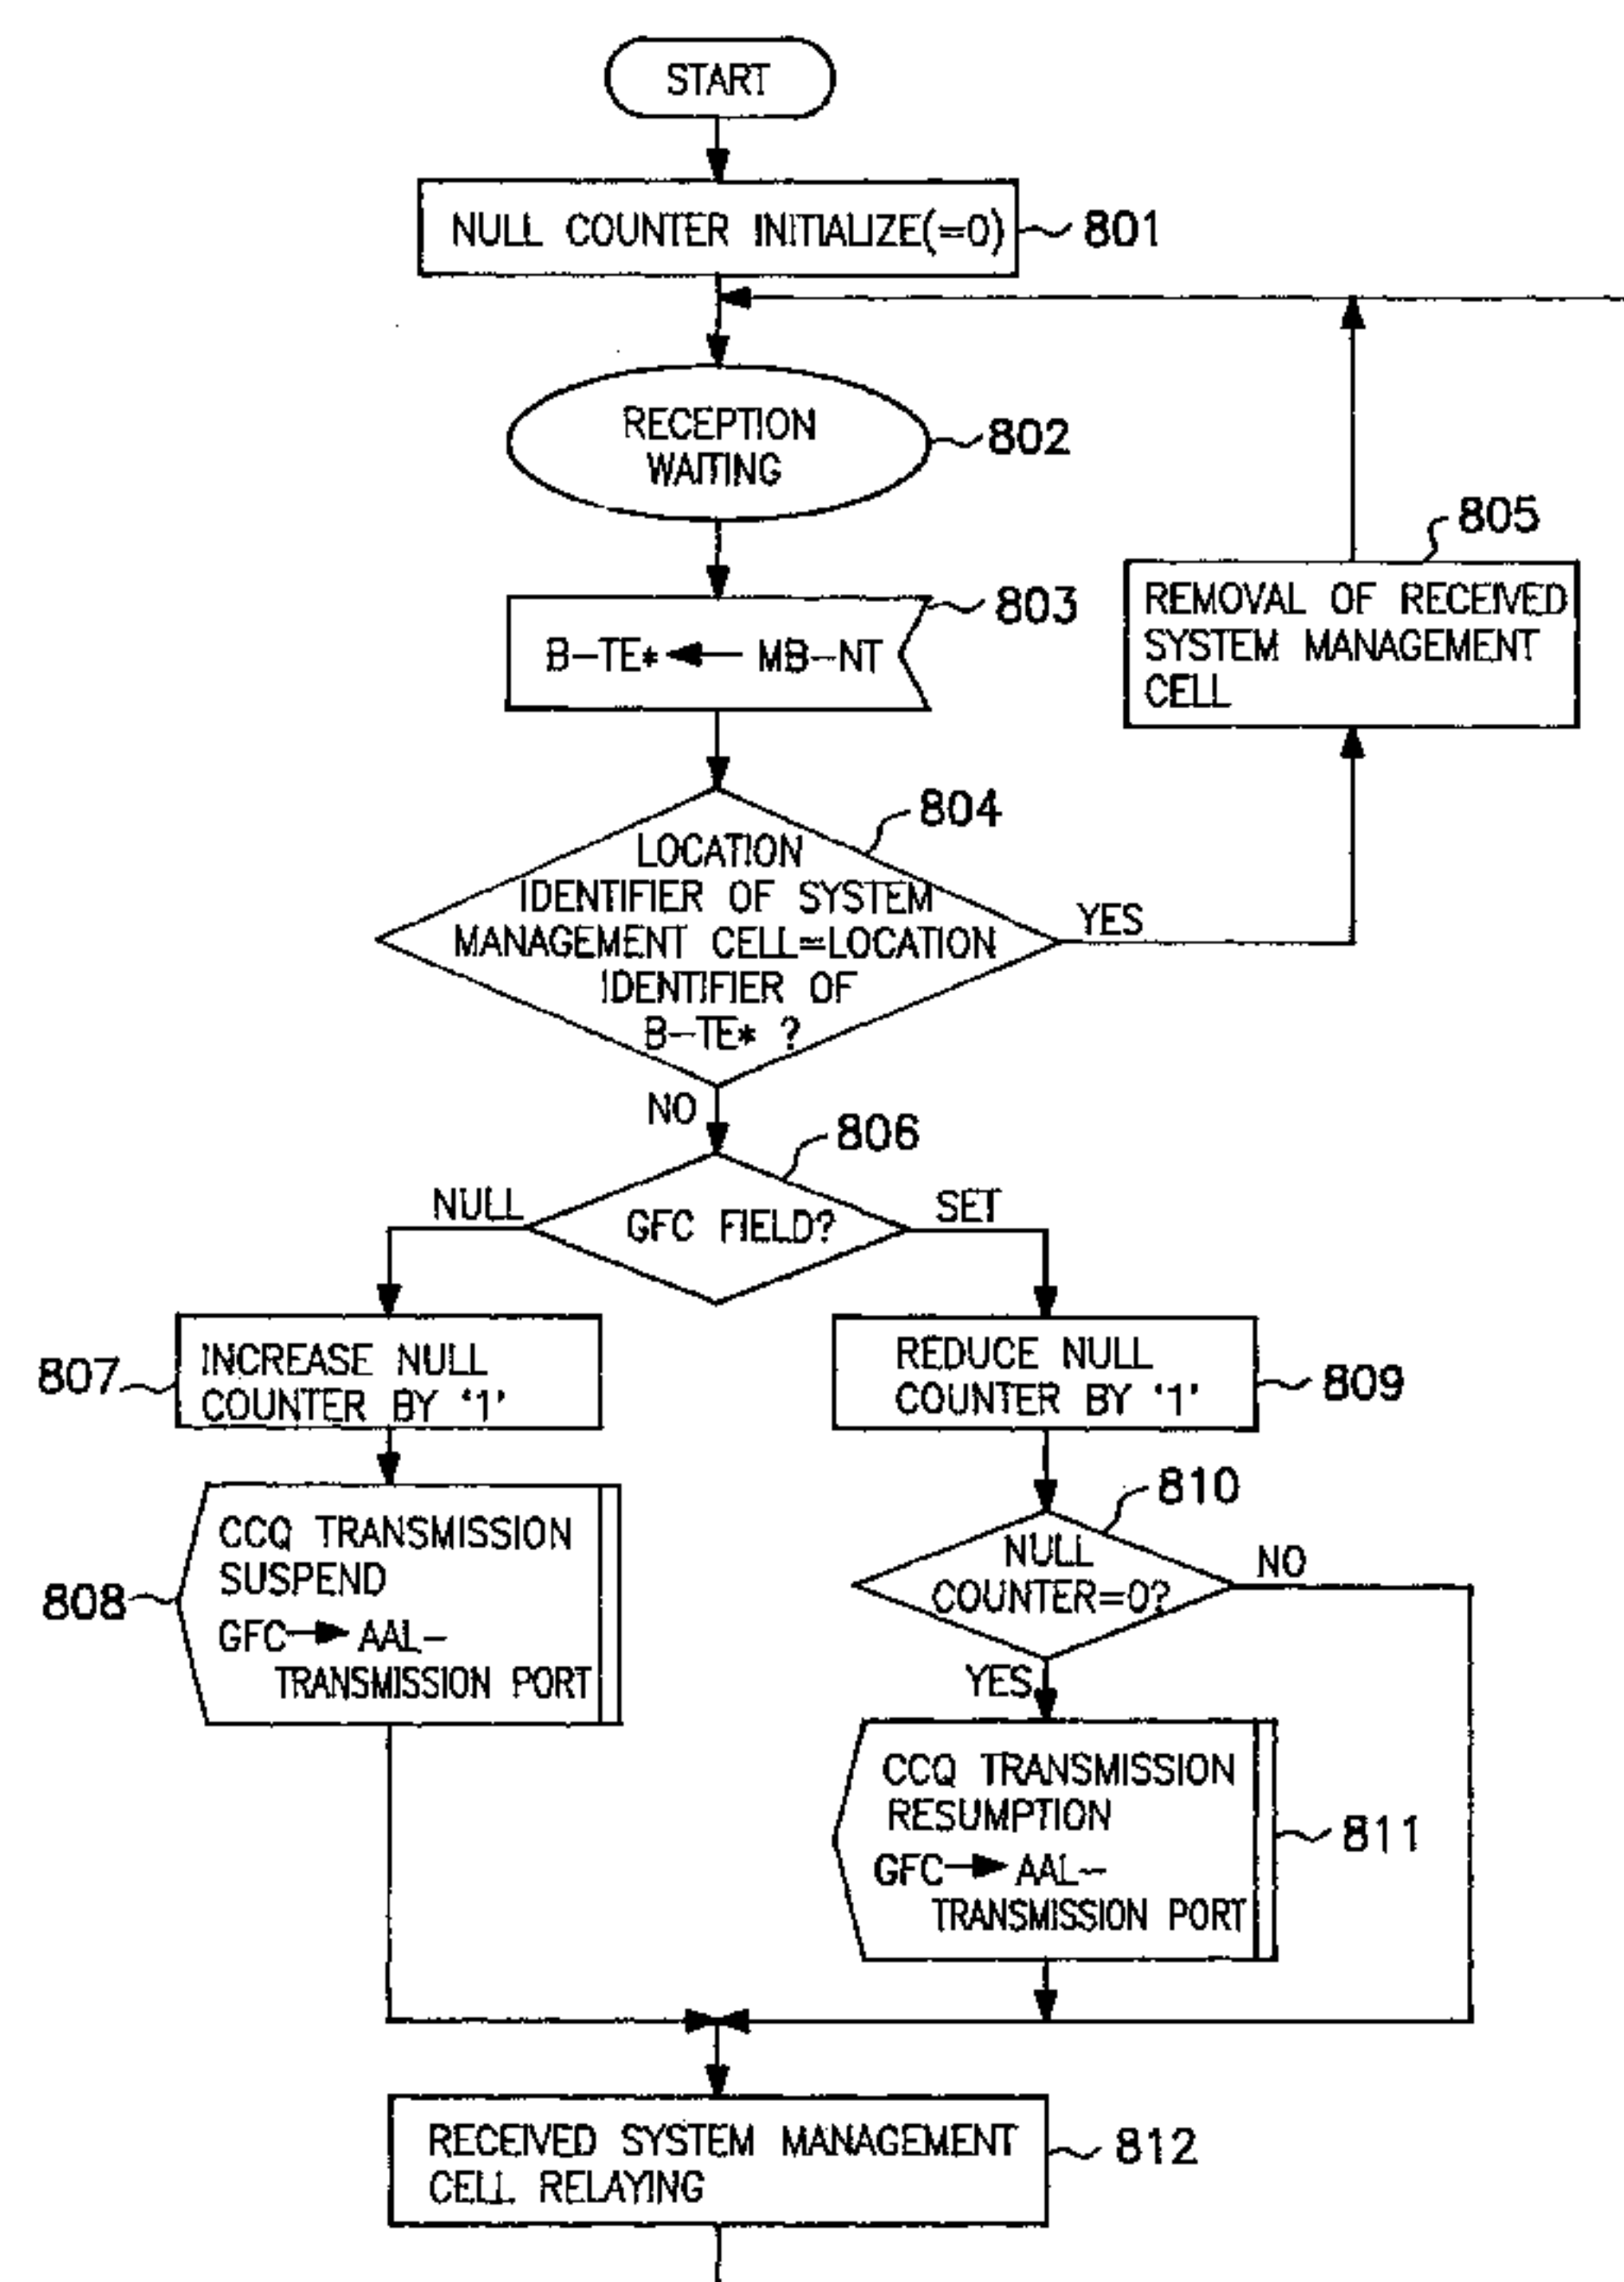 START
NULL COUNTER INITIALIZE(=0)
801
RECEPTION
WAITING
802
B-TE* ← MB-NT
803
805
REMOVAL OF RECEIVED
SYSTEM MANAGEMENT
CELL
804
LOCATION
IDENTIFIER OF SYSTEM
MANAGEMENT CELL=LOCATION
IDENTIFIER OF
B-TE* ?
YES
NO
806
GFC FIELD?
NULL
SET
807
INCREASE NULL
COUNTER BY '1'
REDUCE NULL
COUNTER BY '1'
809
808
CCQ TRANSMISSION
SUSPEND
GFC → AAL-
TRANSMISSION PORT
810
NULL
COUNTER=0?
NO
YES
CCQ TRANSMISSION
RESUMPTION
GFC → AAL-
TRANSMISSION PORT
811
RECEIVED SYSTEM MANAGEMENT
CELL RELAYING
812